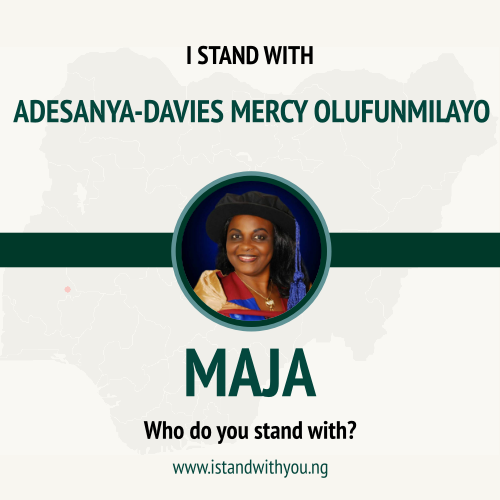 I STAND WITH
ADESANYA-DAVIES MERCY OLUFUNMILAYO
MAJA
Who do you stand with?
www.istandwithyou.ng